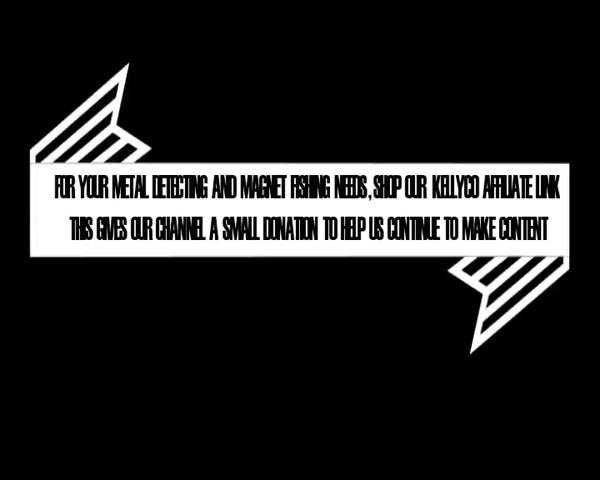 FOR YOUR METAL DETECTING AND MAGNET FISHING NEEDS, SHOP OUR KELLYCO AFFILIATE LINK
THIS GIVES OUR CHANNEL A SMALL DONATION TO HELP US CONTINUE TO MAKE CONTENT